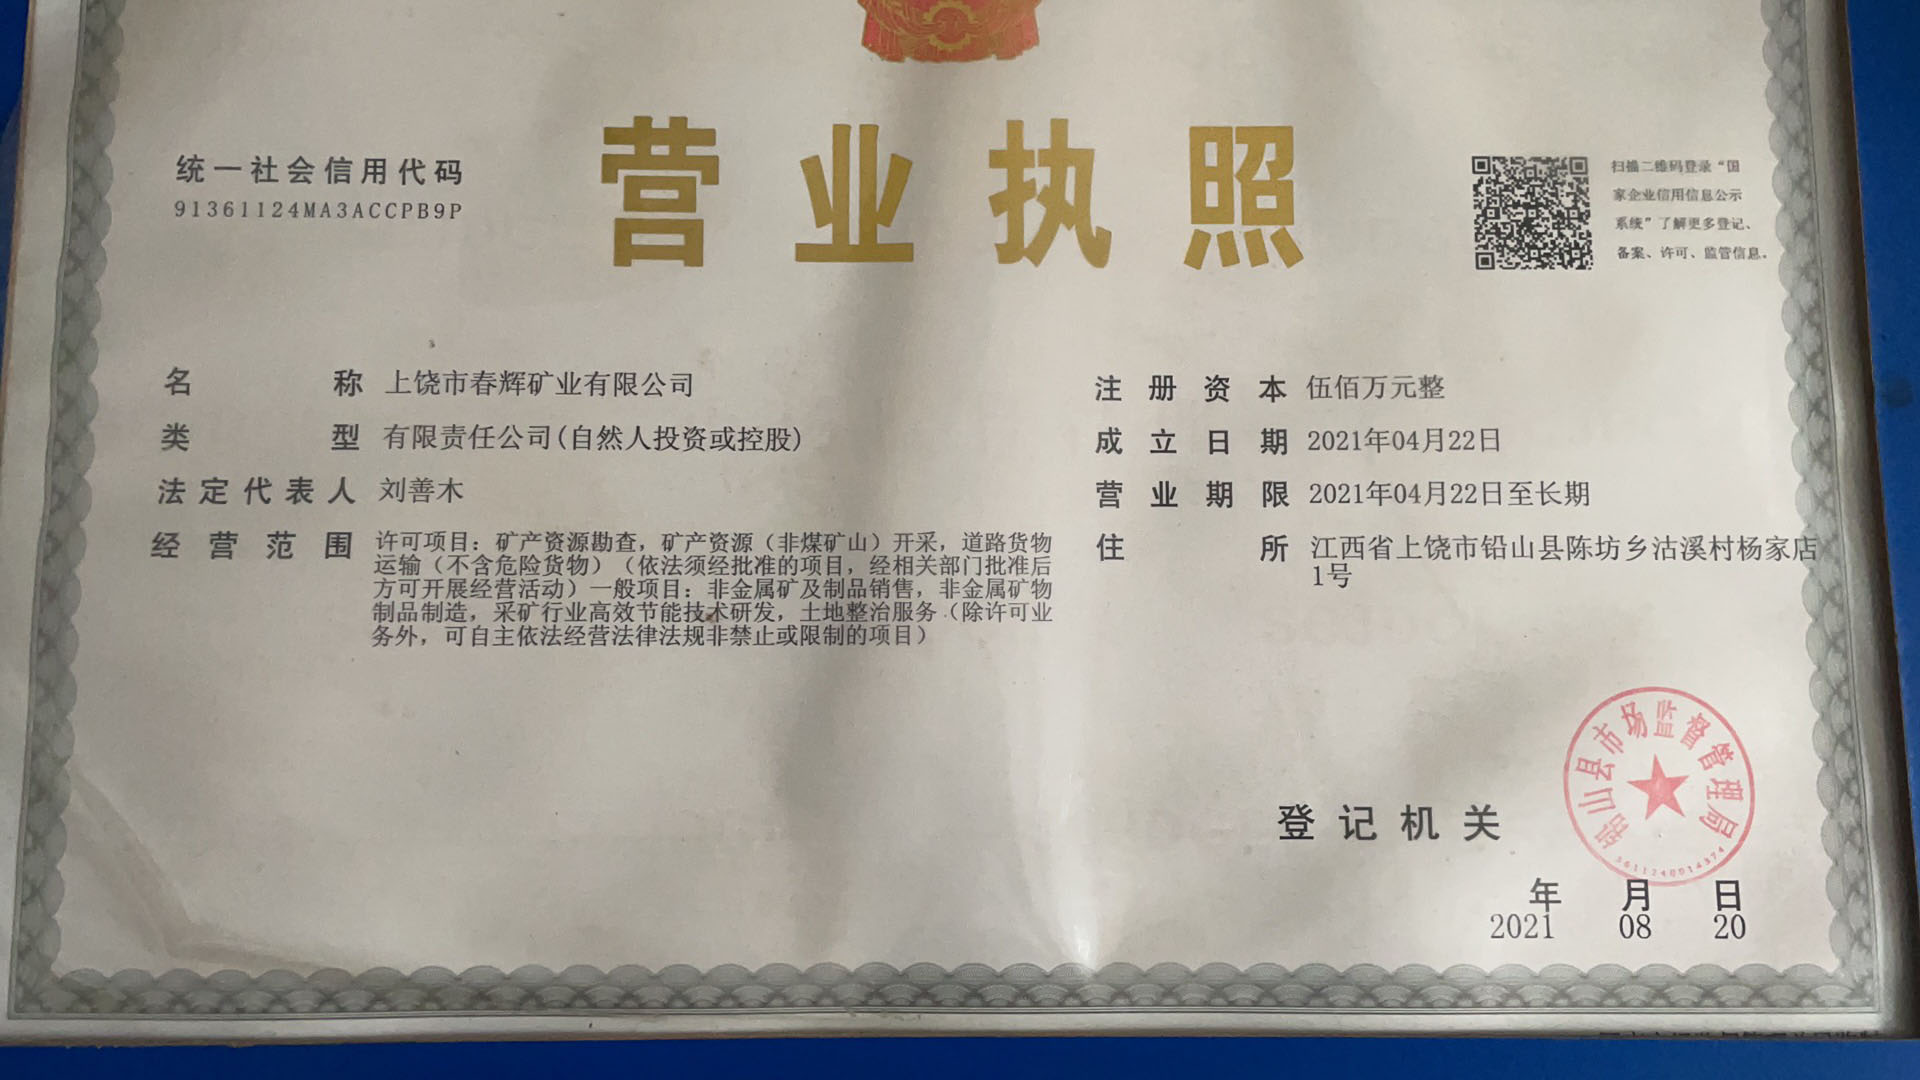 营业执照
统一社会信用代码
91361124MA3ACCPB9P
扫描二维码登录“国
家企业信用信息公示
系统”了解更多登记、
备案、许可、监管信息。
名称 上饶市春辉矿业有限公司
类型 有限责任公司(自然人投资或控股)
法定代表人 刘善木
经营范围 许可项目：矿产资源勘查，矿产资源（非煤矿山）开采，道路货物
运输（不含危险货物）（依法须经批准的项目，经相关部门批准后
方可开展经营活动）一般项目：非金属矿及制品销售，非金属矿物
制品制造，采矿行业高效节能技术研发，土地整治服务（除许可业
务外，可自主依法经营法律法规非禁止或限制的项目）
注册资本 伍佰万元整
成立日期 2021年04月22日
营业期限 2021年04月22日至长期
住所 江西省上饶市铅山县陈坊乡沽溪村杨家店
1号
登记机关
铅山县市场监督管理局
3611240014374
年 月 日
2021 08 20